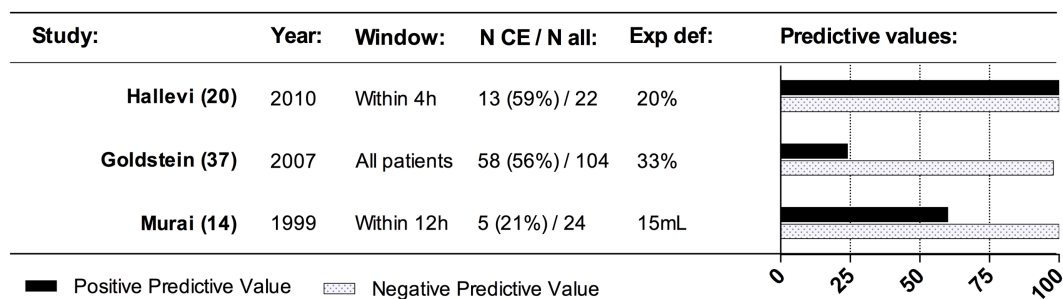 Study: Year: Window: N CE / N all: Exp def: Predictive values:
Hallevi (20) 2010 Within 4h 13 (59%) / 22 20%
Goldstein (37) 2007 All patients 58 (56%) / 104 33%
Murai (14) 1999 Within 12h 5 (21%) / 24 15mL
0 25 50 75 100
Positive Predictive Value Negative Predictive Value